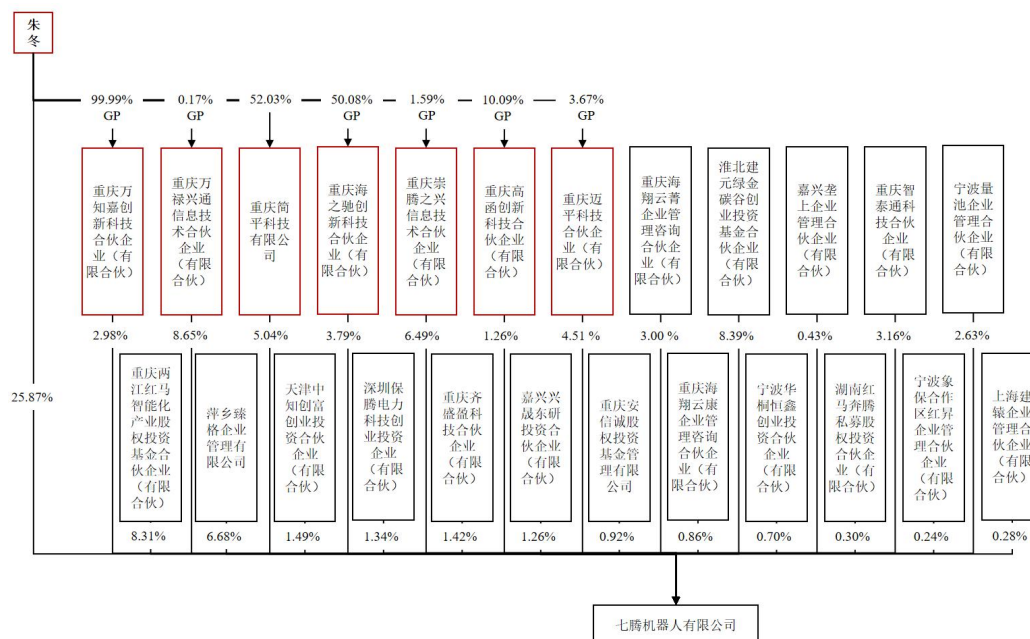 朱
冬
99.99%
GP
0.17%
GP
52.03%
50.08%
GP
1.59%
GP
10.09%
GP
3.67%
GP
重庆万
知嘉创
新科技
合伙企
业（有
限合伙）
重庆万
禄兴通
信息技
术合伙
企业
（有限
合伙）
重庆简
平科技
有限公
司
重庆海
之驰创
新科技
合伙企
业（有
限合伙）
重庆崇
腾之兴
信息技
术合伙
企业
（有限
合伙）
重庆高
函创新
科技合
伙企业
（有限
合伙）
重庆迈
平科技
合伙企
业（有
限合伙）
重庆海
翔云菁
企业管
理咨询
合伙企
业（有
限合伙）
淮北建
元绿金
碳谷创
业投资
基金合
伙企业
（有限
合伙）
嘉兴垄
上企业
管理合
伙企业
（有限
合伙）
重庆智
泰通科
技合伙
企业
（有限
合伙）
宁波量
池企业
管理合
伙企业
（有限
合伙）
2.98%
8.65%
5.04%
3.79%
6.49%
1.26%
4.51 %
3.00 %
8.39%
0.43%
3.16%
2.63%
25.87%
重庆两
江红马
智能化
产业股
权投资
基金合
伙企业
（有限
合伙）
萍乡臻
格企业
管理有
限公司
天津中
知创富
创业投
资合伙
企业
（有限
合伙）
深圳保
腾电力
科技创
业投资
企业
（有限
合伙）
重庆齐
盛盈科
技合伙
企业
（有限
合伙）
嘉兴兴
晟东研
投资合
伙企业
（有限
合伙）
重庆安
信诚股
权投资
基金管
理有限
公司
重庆海
翔云康
企业管
理咨询
合伙企
业（有
限合伙）
宁波华
桐恒鑫
创业投
资合伙
企业
（有限
合伙）
湖南红
马奔腾
私募股
权投资
合伙企
业（有
限合伙）
宁波象
保合作
区红昇
企业管
理合伙
企业
（有限
合伙）
上海建
辕企业
管理合
伙企业
（有限
合伙）
8.31%
6.68%
1.49%
1.34%
1.42%
1.26%
0.92%
0.86%
0.70%
0.30%
0.24%
0.28%
七腾机器人有限公司